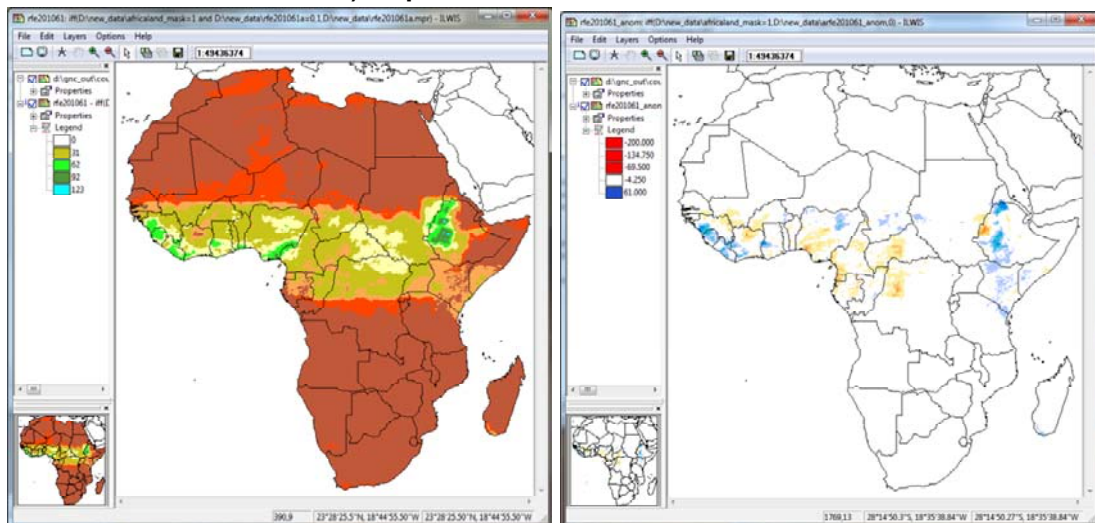 rfe201061: iff(D:\new_data\africaland_mask=1 and D:\new_data\rfe201061a=0,1,D:\new_data\rfe201061a.mpr) - ILWIS
File Edit Layers Options Help
1:49436374
Properties
rfe201061 - iff(D
Properties
Legend
0
31
62
92
123
390,9 23°28'25.5"N, 18°44'55.50"W 23°28'25.50"N, 18°44'55.50"W
rfe201061_anom: iff(D:\new_data\africaland_mask=1,D:\new_data\arfe201061_anom,0) - ILWIS
File Edit Layers Options Help
1:49436374
Properties
rfe201061_anom
Properties
Legend
-200.000
-134.750
-69.500
-4.250
61.000
1769,13 28°14'50.3"S, 18°35'38.84"W 28°14'50.27"S, 18°35'38.84"W